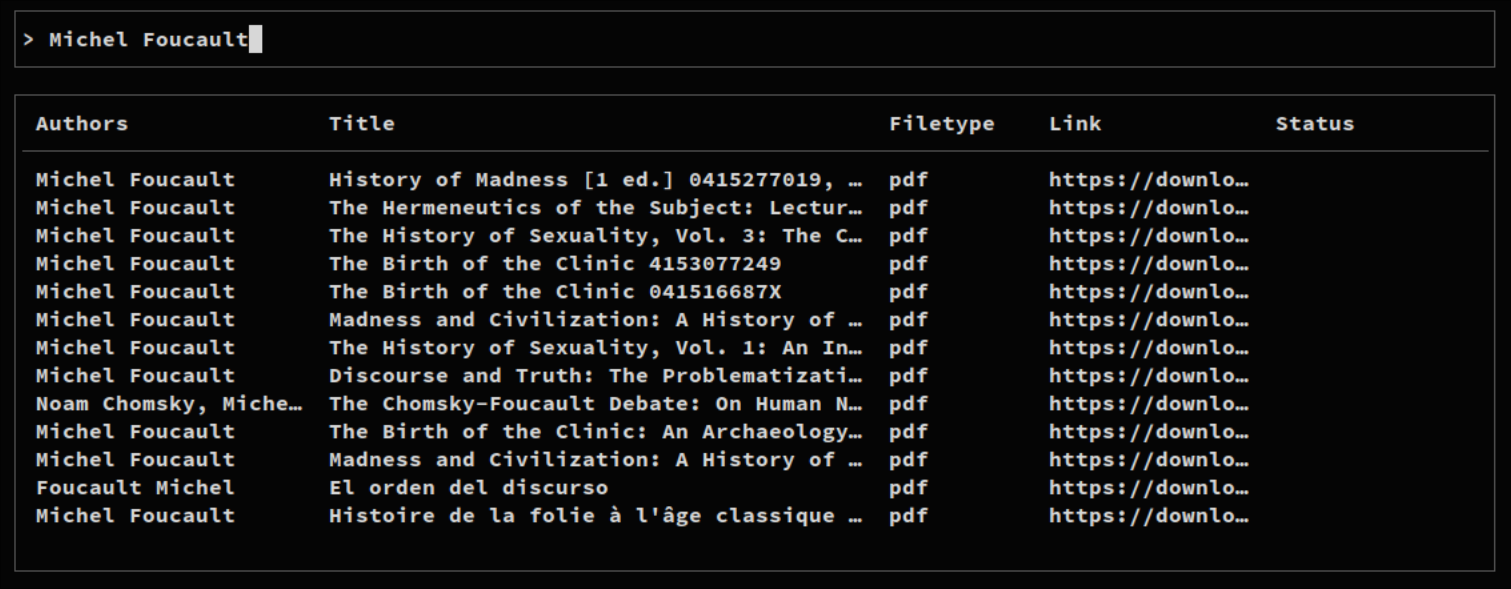 > Michel Foucault
Authors Title Filetype Link Status
Michel Foucault History of Madness [1 ed.] 0415277019, … pdf https://downlo…
Michel Foucault The Hermeneutics of the Subject: Lectur… pdf https://downlo…
Michel Foucault The History of Sexuality, Vol. 3: The C… pdf https://downlo…
Michel Foucault The Birth of the Clinic 4153077249 pdf https://downlo…
Michel Foucault The Birth of the Clinic 041516687X pdf https://downlo…
Michel Foucault Madness and Civilization: A History of … pdf https://downlo…
Michel Foucault The History of Sexuality, Vol. 1: An In… pdf https://downlo…
Michel Foucault Discourse and Truth: The Problematizati… pdf https://downlo…
Noam Chomsky, Miche… The Chomsky-Foucault Debate: On Human N… pdf https://downlo…
Michel Foucault The Birth of the Clinic: An Archaeology… pdf https://downlo…
Michel Foucault Madness and Civilization: A History of … pdf https://downlo…
Foucault Michel El orden del discurso pdf https://downlo…
Michel Foucault Histoire de la folie à l'âge classique … pdf https://downlo…